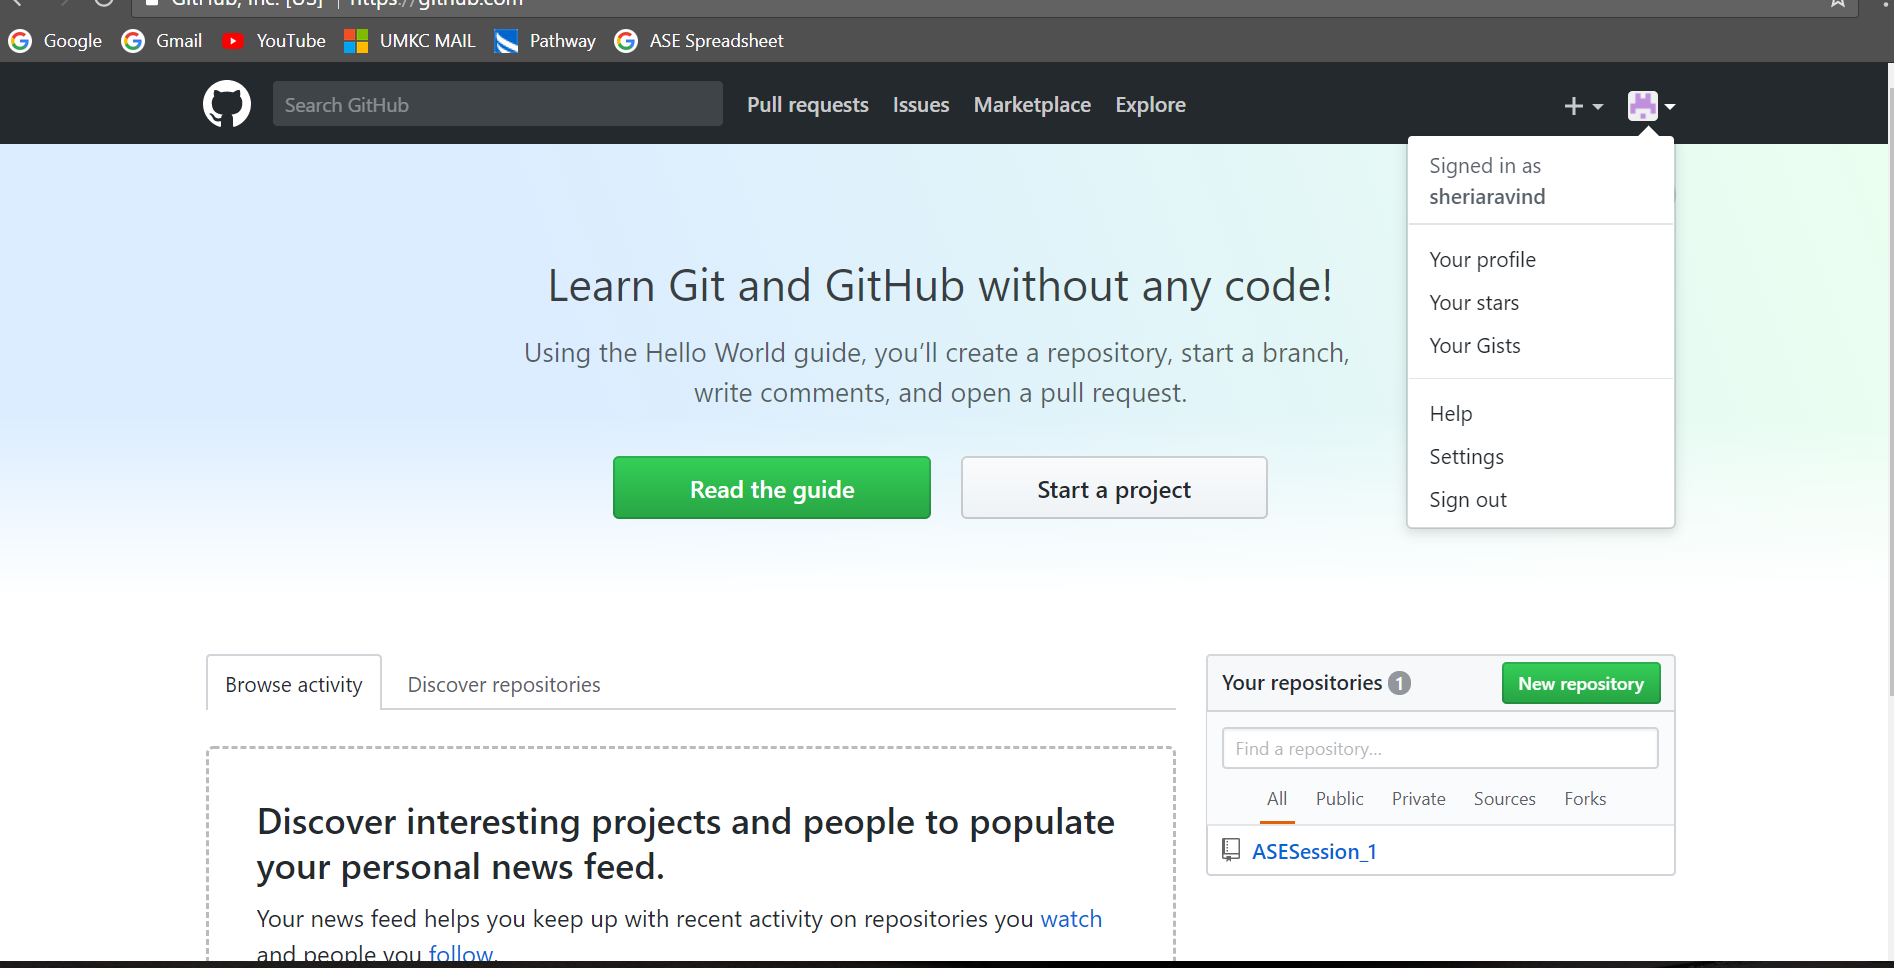 GitHub, Inc. [US] | https://github.com
Google Gmail YouTube UMKC MAIL Pathway ASE Spreadsheet
Search GitHub Pull requests Issues Marketplace Explore
Signed in as
sheriaravind
Your profile
Your stars
Your Gists
Help
Settings
Sign out
Learn Git and GitHub without any code!
Using the Hello World guide, you’ll create a repository, start a branch,
write comments, and open a pull request.
Read the guide Start a project
Browse activity Discover repositories
Discover interesting projects and people to populate
your personal news feed.
Your news feed helps you keep up with recent activity on repositories you watch
and people you follow.
Your repositories 1 New repository
Find a repository...
All Public Private Sources Forks
ASESession_1